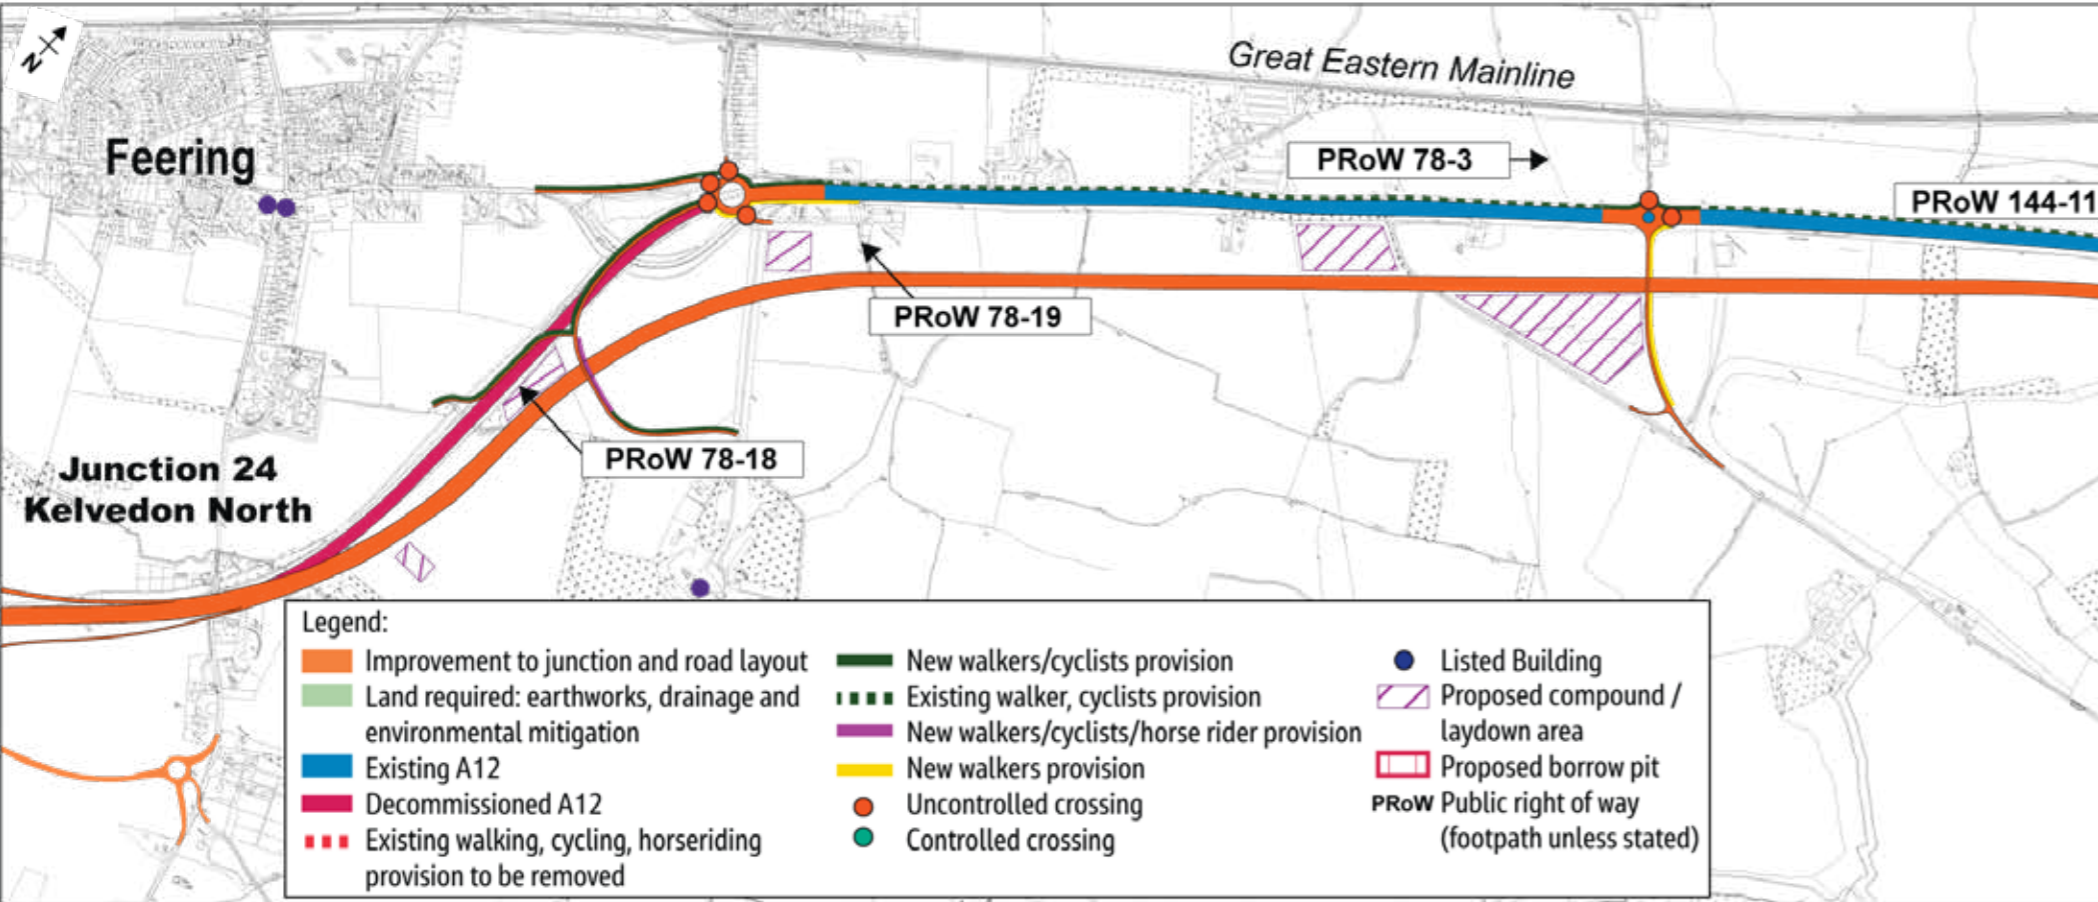 N
Great Eastern Mainline
Feering
PRoW 78-3
PRoW 144-11
PRoW 78-19
PRoW 78-18
Junction 24
Kelvedon North
Legend:
Improvement to junction and road layout
Land required: earthworks, drainage and
environmental mitigation
Existing A12
Decommissioned A12
Existing walking, cycling, horseriding
provision to be removed
New walkers/cyclists provision
Existing walker, cyclists provision
New walkers/cyclists/horse rider provision
New walkers provision
Uncontrolled crossing
Controlled crossing
Listed Building
Proposed compound /
laydown area
Proposed borrow pit
PRoW Public right of way
(footpath unless stated)